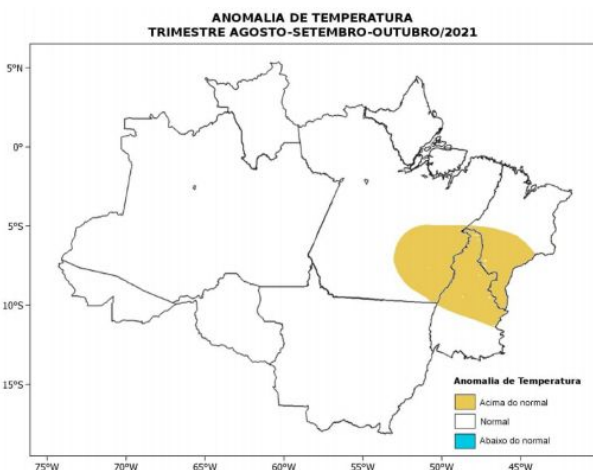 ANOMALIA DE TEMPERATURA
TRIMESTRE AGOSTO-SETEMBRO-OUTUBRO/2021
5°N
0°
5°S
10°S
15°S
Anomalia de Temperatura
Acima do normal
Normal
Abaixo do normal
75°W 70°W 65°W 60°W 55°W 50°W 45°W